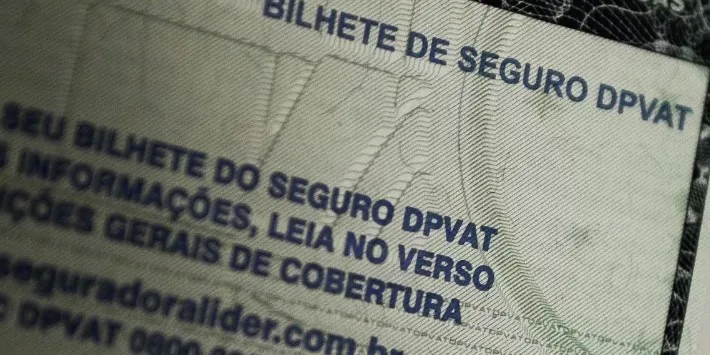 BILHETE DE SEGURO DPVAT
SEU BILHETE DO SEGURO DPVAT
INFORMAÇÕES, LEIA NO VERSO
GERAIS DE COBERTURA
seguradoralider.com.br
DPVAT 0800